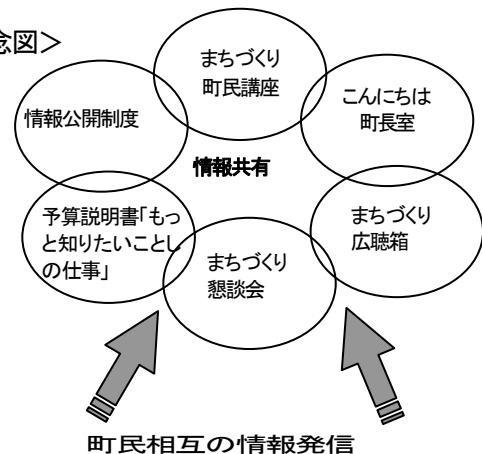 念図＞
まちづくり
町民講座
こんにちは
町長室
情報公開制度
情報共有
予算説明書「もっ
と知りたいことし
の仕事」
まちづくり
広聴箱
まちづくり
懇談会
町民相互の情報発信